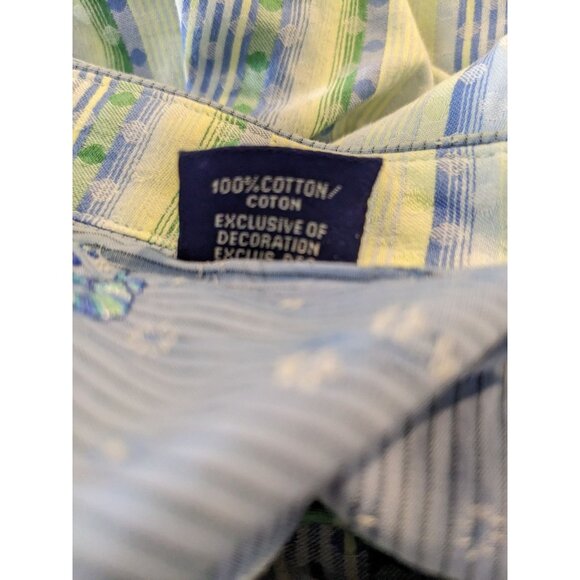 100% COTTON/
COTON
EXCLUSIVE OF
DECORATION